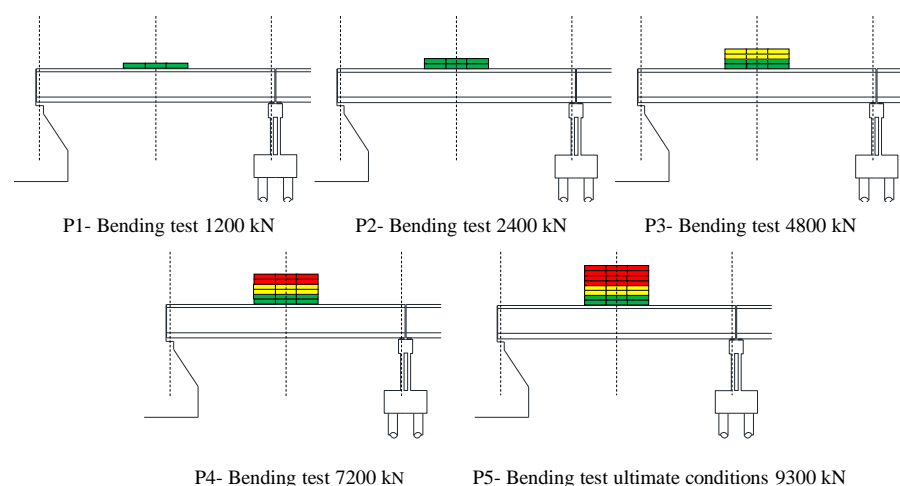 P1- Bending test 1200 kN
P2- Bending test 2400 kN
P3- Bending test 4800 kN
P4- Bending test 7200 kN
P5- Bending test ultimate conditions 9300 kN